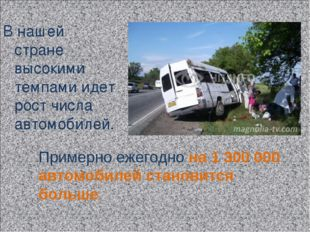 В нашей
стране
высокими
темпами идет
рост числа
автомобилей.
magnolia-tv.com
Примерно ежегодно на 1 300 000
автомобилей становится
больше.